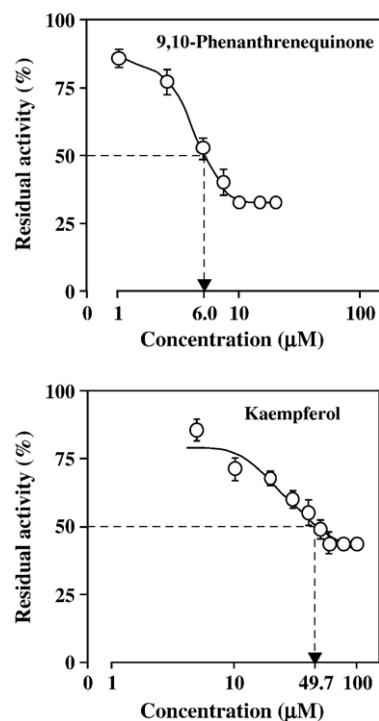 9,10-Phenanthrenequinone
Residual activity (%)
100
75
50
25
0
0 1 6.0 10 100
Concentration (μM)
Kaempferol
Residual activity (%)
100
75
50
25
0
0 1 10 49.7 100
Concentration (μM)